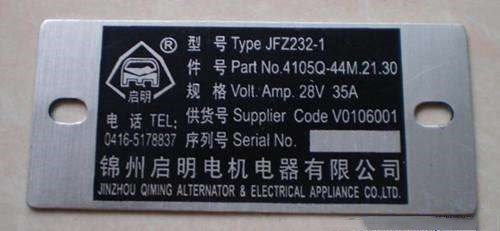 ® 型号 Type JFZ232-1
启明 件号 Part No.4105Q-44M.21.30
规格 Volt. Amp. 28V 35A
电话 TEL: 供货号 Supplier Code V0106001
0416-5178837 序列号 Serial No.
锦州启明电机电器有限公司
JINZHOU QIMING ALTERNATOR & ELECTRICAL APPLIANCE CO.,LTD.